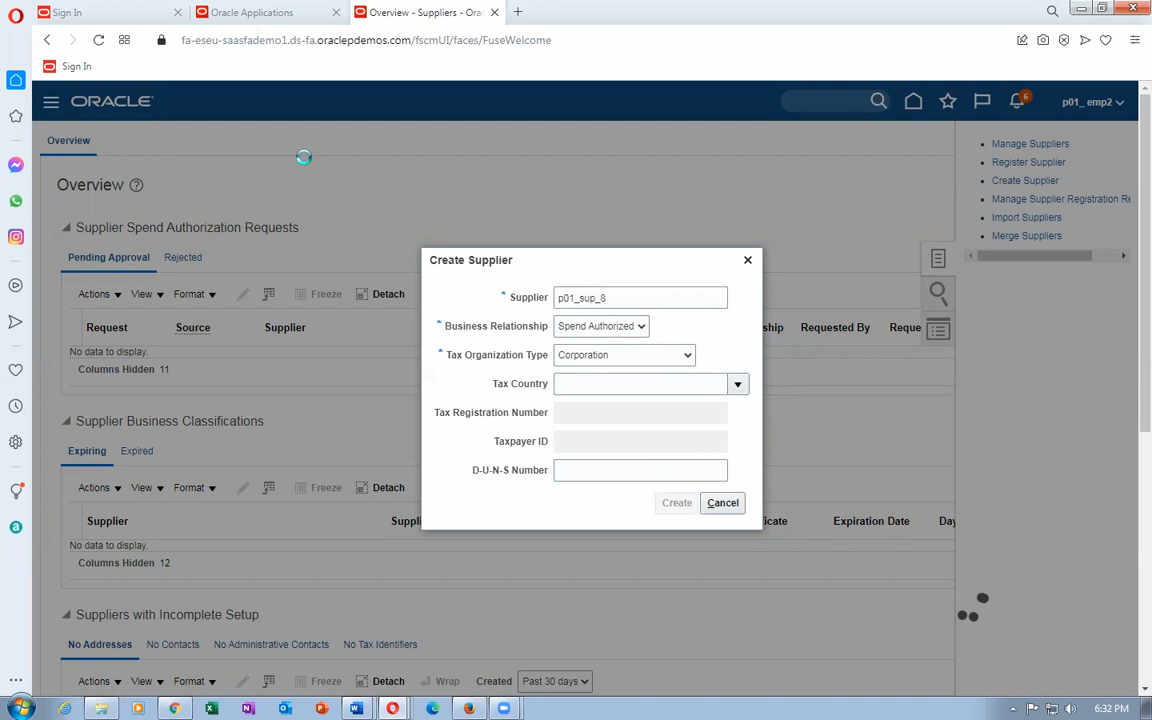 Sign In
Oracle Applications
Overview - Suppliers - Orac
fa-eseu-saasfademo1.ds-fa.oraclepdemos.com/fscmUI/faces/FuseWelcome
Sign In
ORACLE
6
p01_ emp2
Overview
Overview
Manage Suppliers
Register Supplier
Create Supplier
Manage Supplier Registration Re
Import Suppliers
Merge Suppliers
Supplier Spend Authorization Requests
Pending Approval Rejected
Actions View Format Freeze Detach
Request Source Supplier ship Requested By Reque
No data to display.
Columns Hidden 11
Create Supplier
* Supplier p01_sup_8
* Business Relationship Spend Authorized
* Tax Organization Type Corporation
Tax Country
Tax Registration Number
Taxpayer ID
D-U-N-S Number
Create Cancel
Supplier Business Classifications
Expiring Expired
Actions View Format Freeze Detach
Supplier Suppli ficate Expiration Date Day
No data to display.
Columns Hidden 12
Suppliers with Incomplete Setup
No Addresses No Contacts No Administrative Contacts No Tax Identifiers
Actions View Format Freeze Detach Wrap Created Past 30 days
6:32 PM